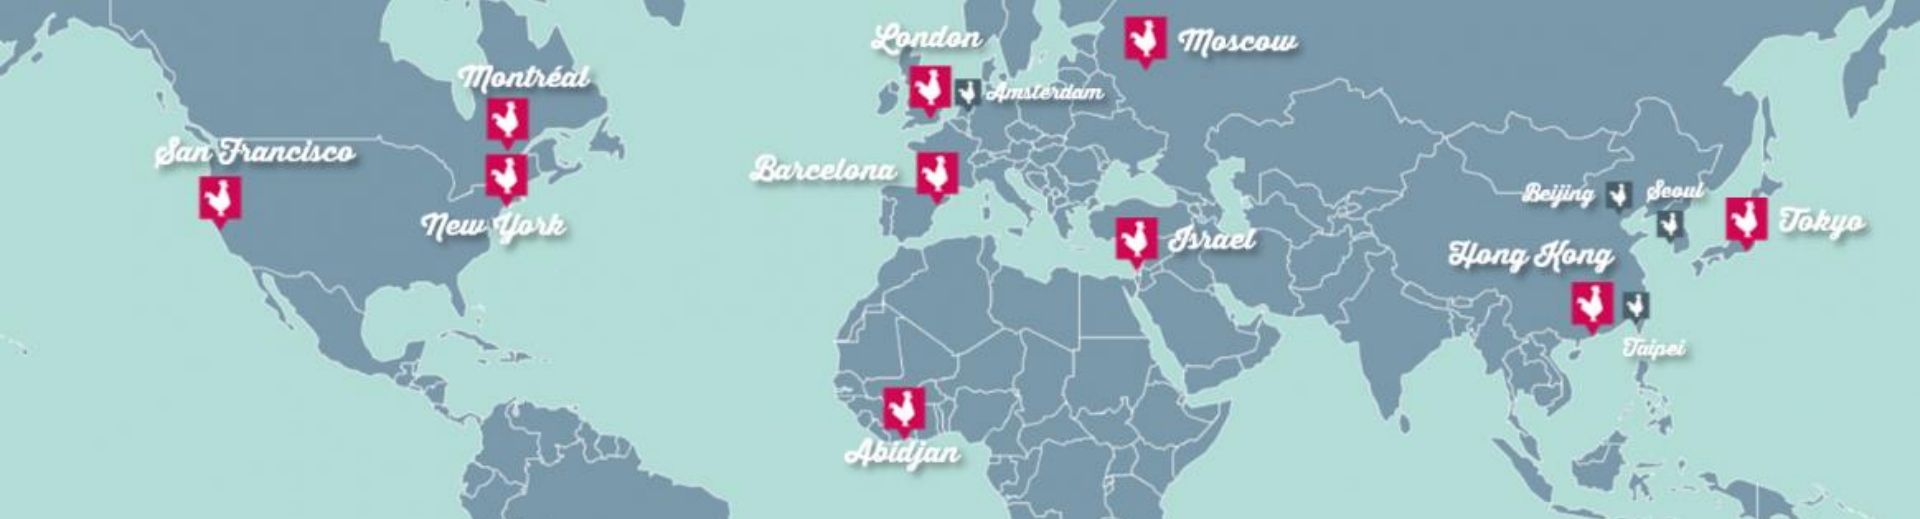 London
Moscow
Montréal
Amsterdam
San Francisco
Barcelona
Beijing
Seoul
New York
Israel
Tokyo
Hong Kong
Taipei
Abidjan